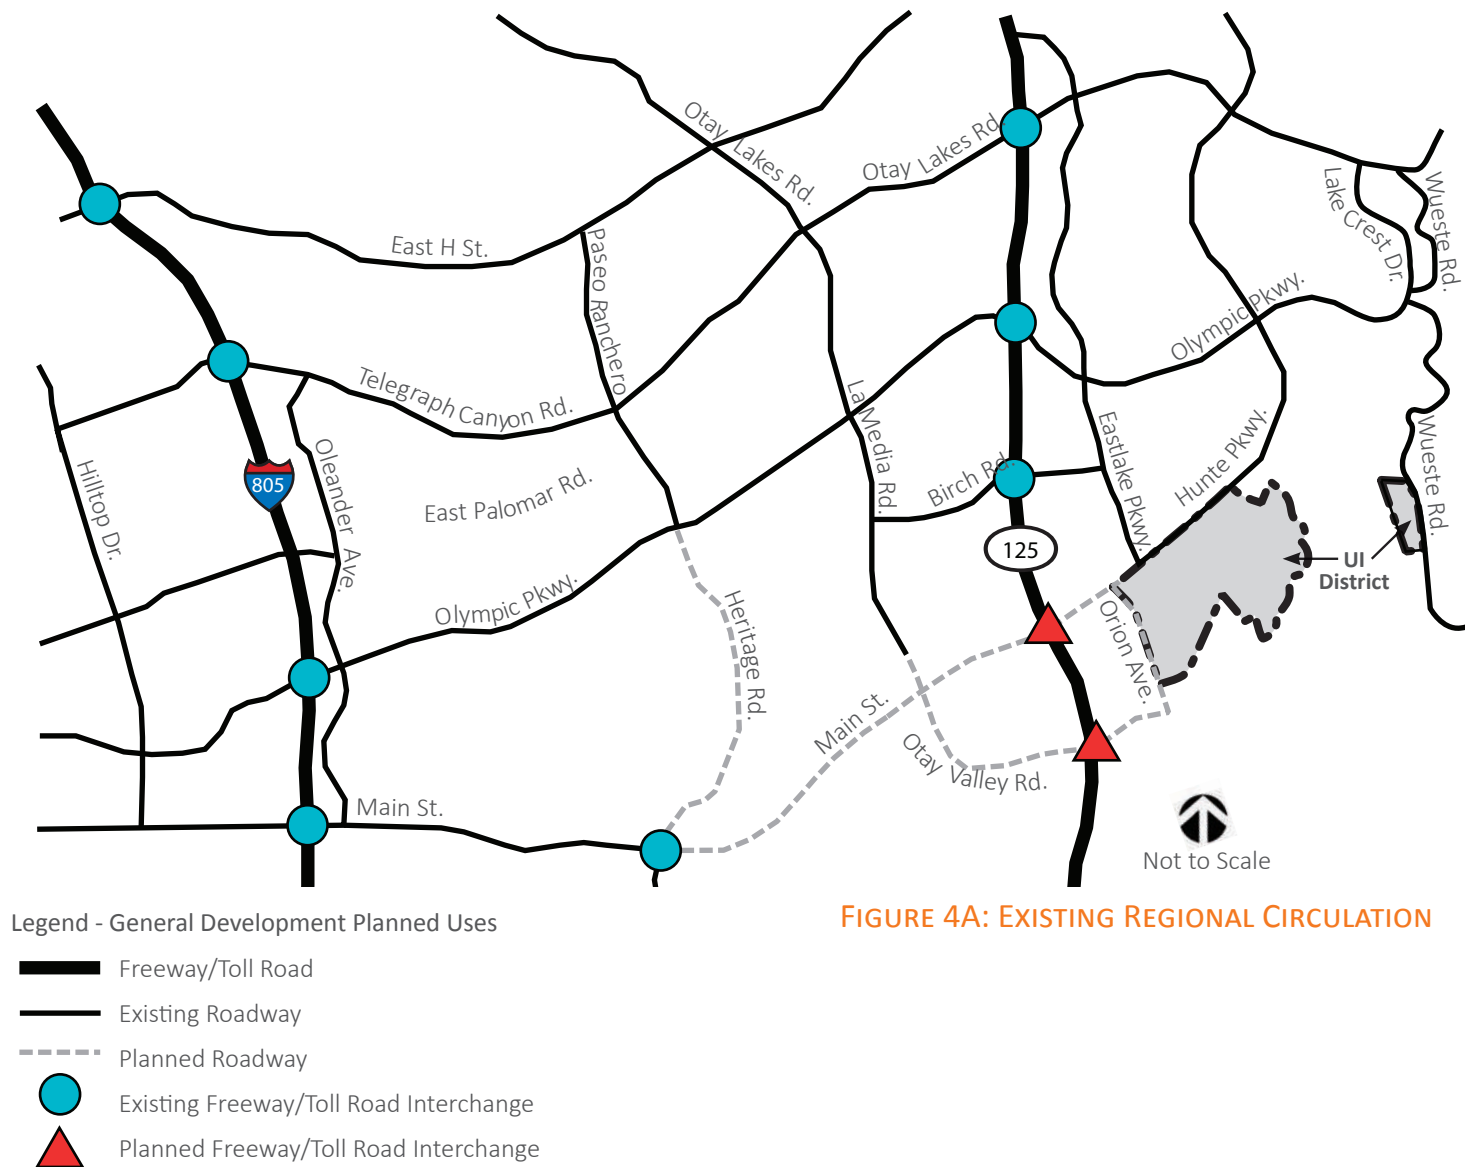 Otay Lakes Rd.
Otay Lakes Rd.
East H St.
Paseo Ranchero
Lake Crest Dr.
Wueste Rd.
Olympic Pkwy.
Telegraph Canyon Rd.
La Media Rd.
Eastlake Pkwy.
Hunte Pkwy.
Wueste Rd.
Hilltop Dr.
805
Oleander Ave.
East Palomar Rd.
Birch Rd.
125
UI
District
Olympic Pkwy.
Heritage Rd.
Orion Ave.
Main St.
Otay Valley Rd.
Main St.
Not to Scale
FIGURE 4A: EXISTING REGIONAL CIRCULATION
Legend - General Development Planned Uses
Freeway/Toll Road
Existing Roadway
Planned Roadway
Existing Freeway/Toll Road Interchange
Planned Freeway/Toll Road Interchange